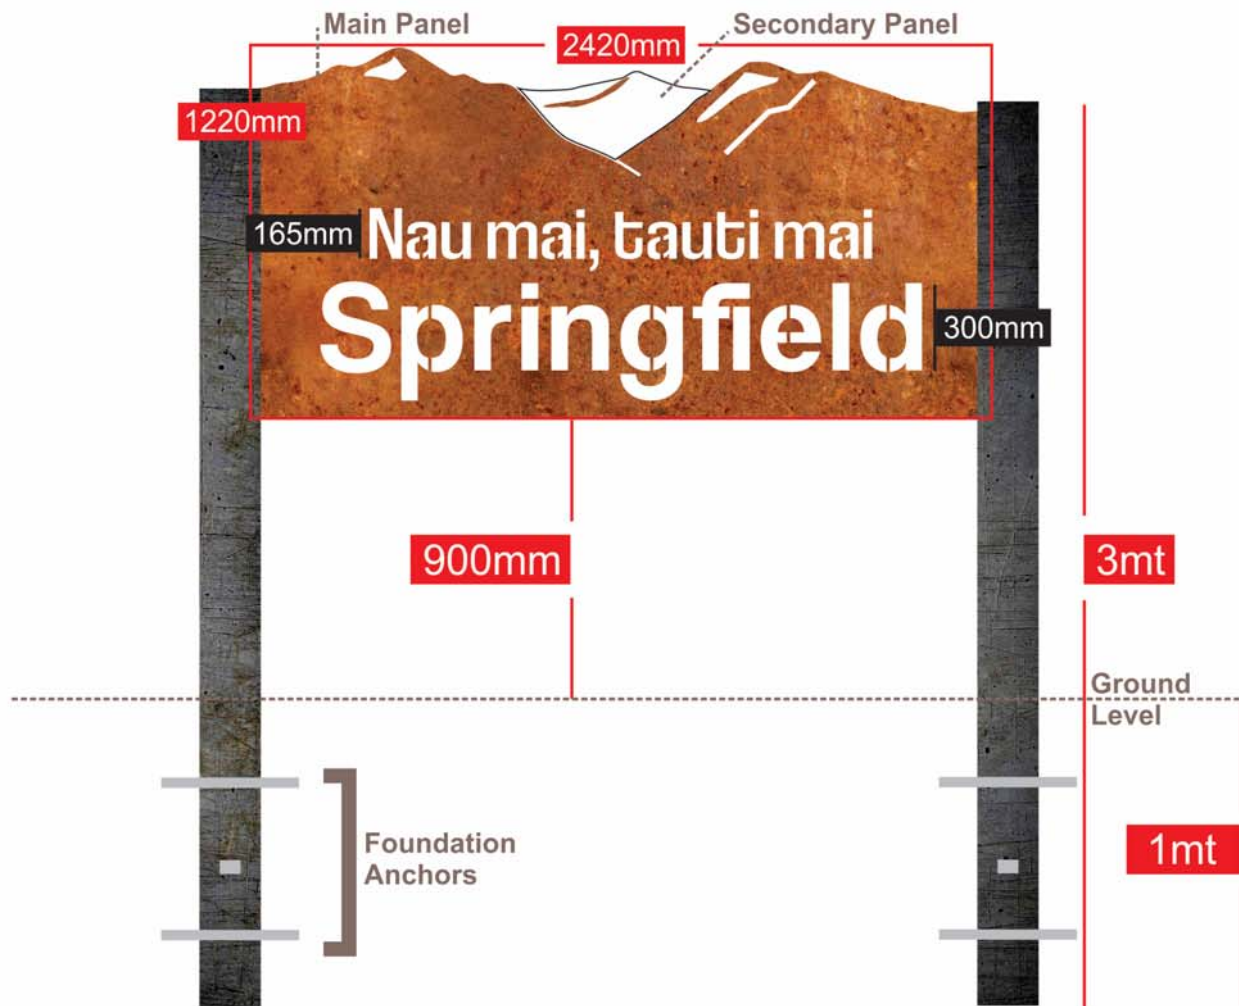 Main Panel
2420mm
Secondary Panel
1220mm
165mm
Nau mai, tauti mai
Springfield
300mm
900mm
3mt
Ground
Level
Foundation
Anchors
1mt